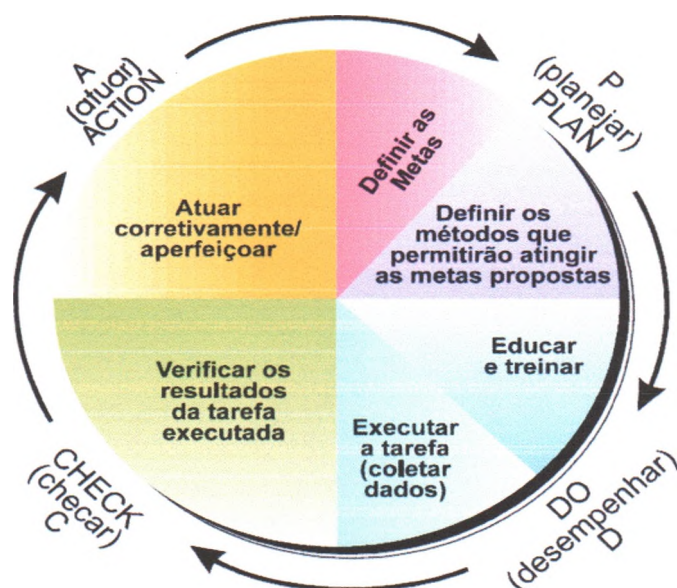 A
(atuar)
ACTION
P
(planejar)
PLAN
Definir as
Metas
Definir os
métodos que
permitirão atingir
as metas propostas
Atuar
corretivamente/
aperfeiçoar
Educar
e treinar
Verificar os
resultados
da tarefa
executada
Executar
a tarefa
(coletar
dados)
CHECK
(checar)
C
DO
(desempenhar)
D